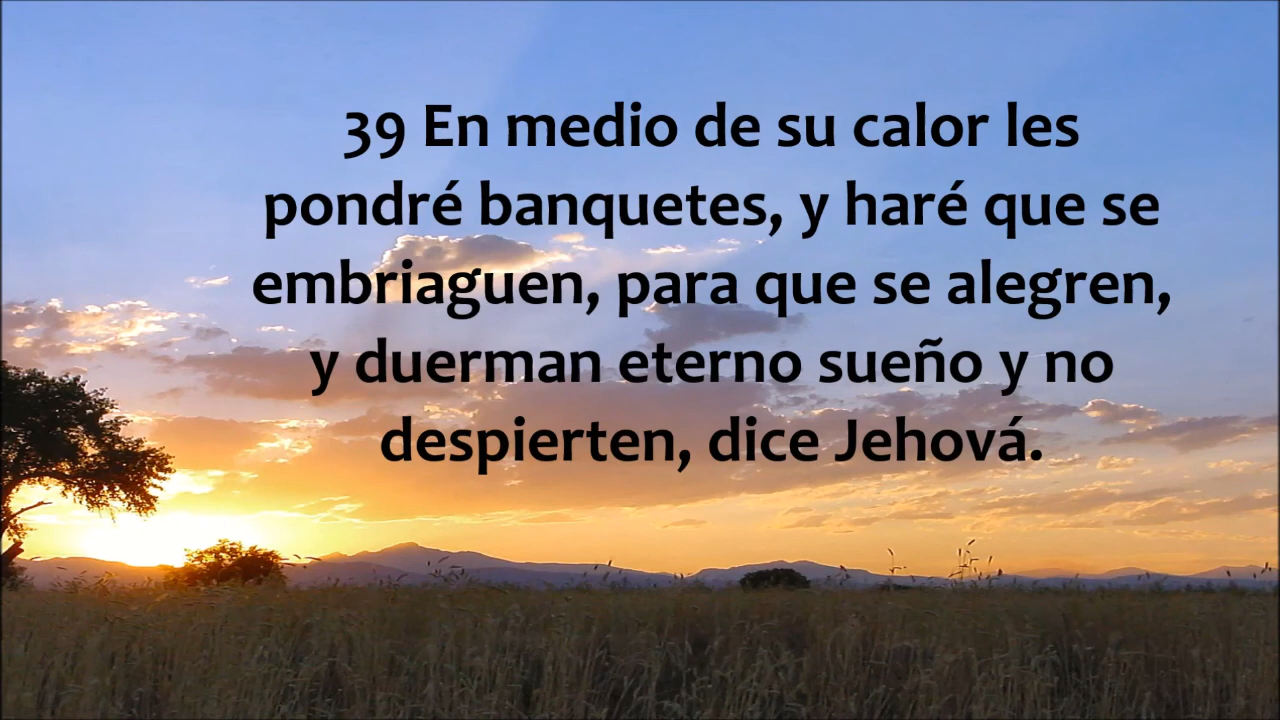 39 En medio de su calor les
pondré banquetes, y haré que se
embriaguen, para que se alegren,
y duerman eterno sueño y no
despierten, dice Jehová.